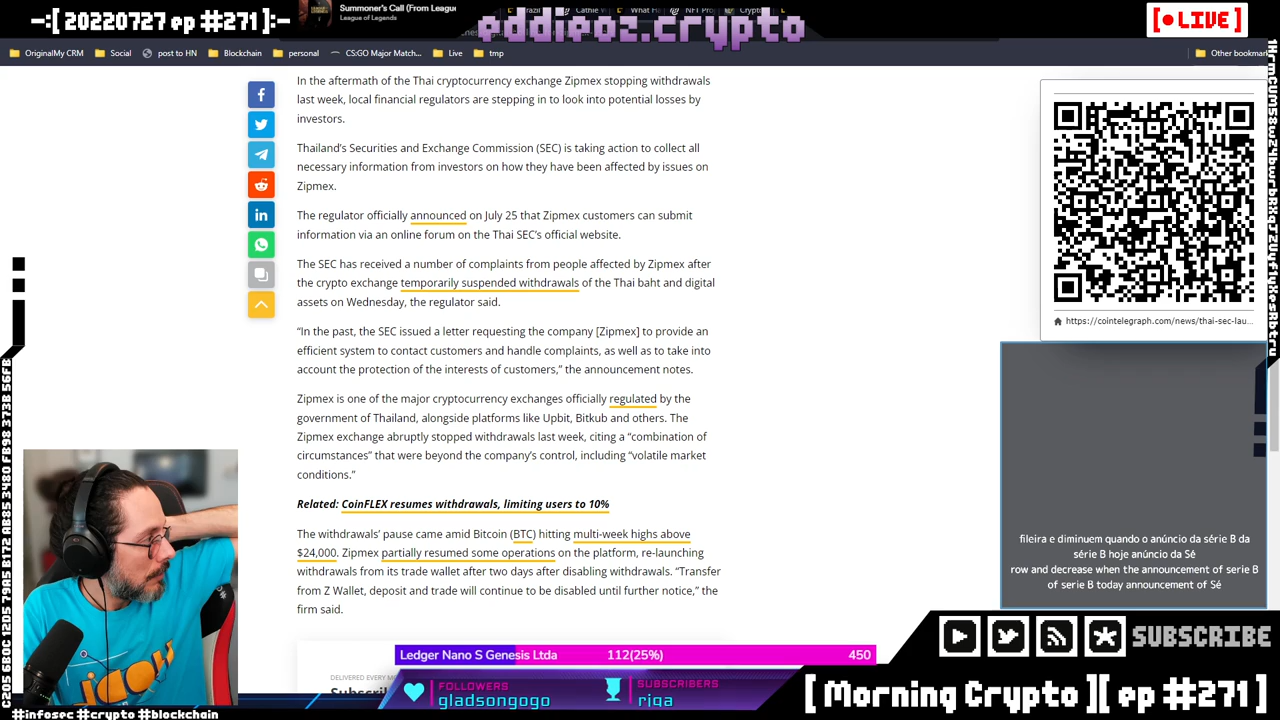 -:[ 20220727 ep #271 ]:-
Summoner's Call (From Leagu
League of Legends
eddieoz.crypto
[● LIVE]
OriginalMy CRM
Social
post to HN
Blockchain
personal
CS:GO Major Match...
Live
tmp
Other bookmar
In the aftermath of the Thai cryptocurrency exchange Zipmex stopping withdrawals
last week, local financial regulators are stepping in to look into potential losses by
investors.
Thailand's Securities and Exchange Commission (SEC) is taking action to collect all
necessary information from investors on how they have been affected by issues on
Zipmex.
The regulator officially announced on July 25 that Zipmex customers can submit
information via an online forum on the Thai SEC's official website.
The SEC has received a number of complaints from people affected by Zipmex after
the crypto exchange temporarily suspended withdrawals of the Thai baht and digital
assets on Wednesday, the regulator said.
“In the past, the SEC issued a letter requesting the company [Zipmex] to provide an
efficient system to contact customers and handle complaints, as well as to take into
account the protection of the interests of customers,” the announcement notes.
Zipmex is one of the major cryptocurrency exchanges officially regulated by the
government of Thailand, alongside platforms like Upbit, Bitkub and others. The
Zipmex exchange abruptly stopped withdrawals last week, citing a “combination of
circumstances” that were beyond the company's control, including “volatile market
conditions.”
Related: CoinFLEX resumes withdrawals, limiting users to 10%
The withdrawals' pause came amid Bitcoin (BTC) hitting multi-week highs above
$24,000. Zipmex partially resumed some operations on the platform, re-launching
withdrawals from its trade wallet after two days after disabling withdrawals. “Transfer
from Z Wallet, deposit and trade will continue to be disabled until further notice,” the
firm said.
https://cointelegraph.com/news/thai-sec-lau...
fileira e diminuem quando o anúncio da série B da
série B hoje anúncio da Sé
row and decrease when the announcement of serie B
of serie B today announcement of Sé
DELIVERED EVERY M
Subscri
Ledger Nano S Genesis Ltda 112(25%) 450
FOLLOWERS
gladsongogo
SUBSCRIBERS
rjga
SUBSCRIBE
[ Morning Crypto ][ ep #271 ]
#infosec #crypto #blockchain